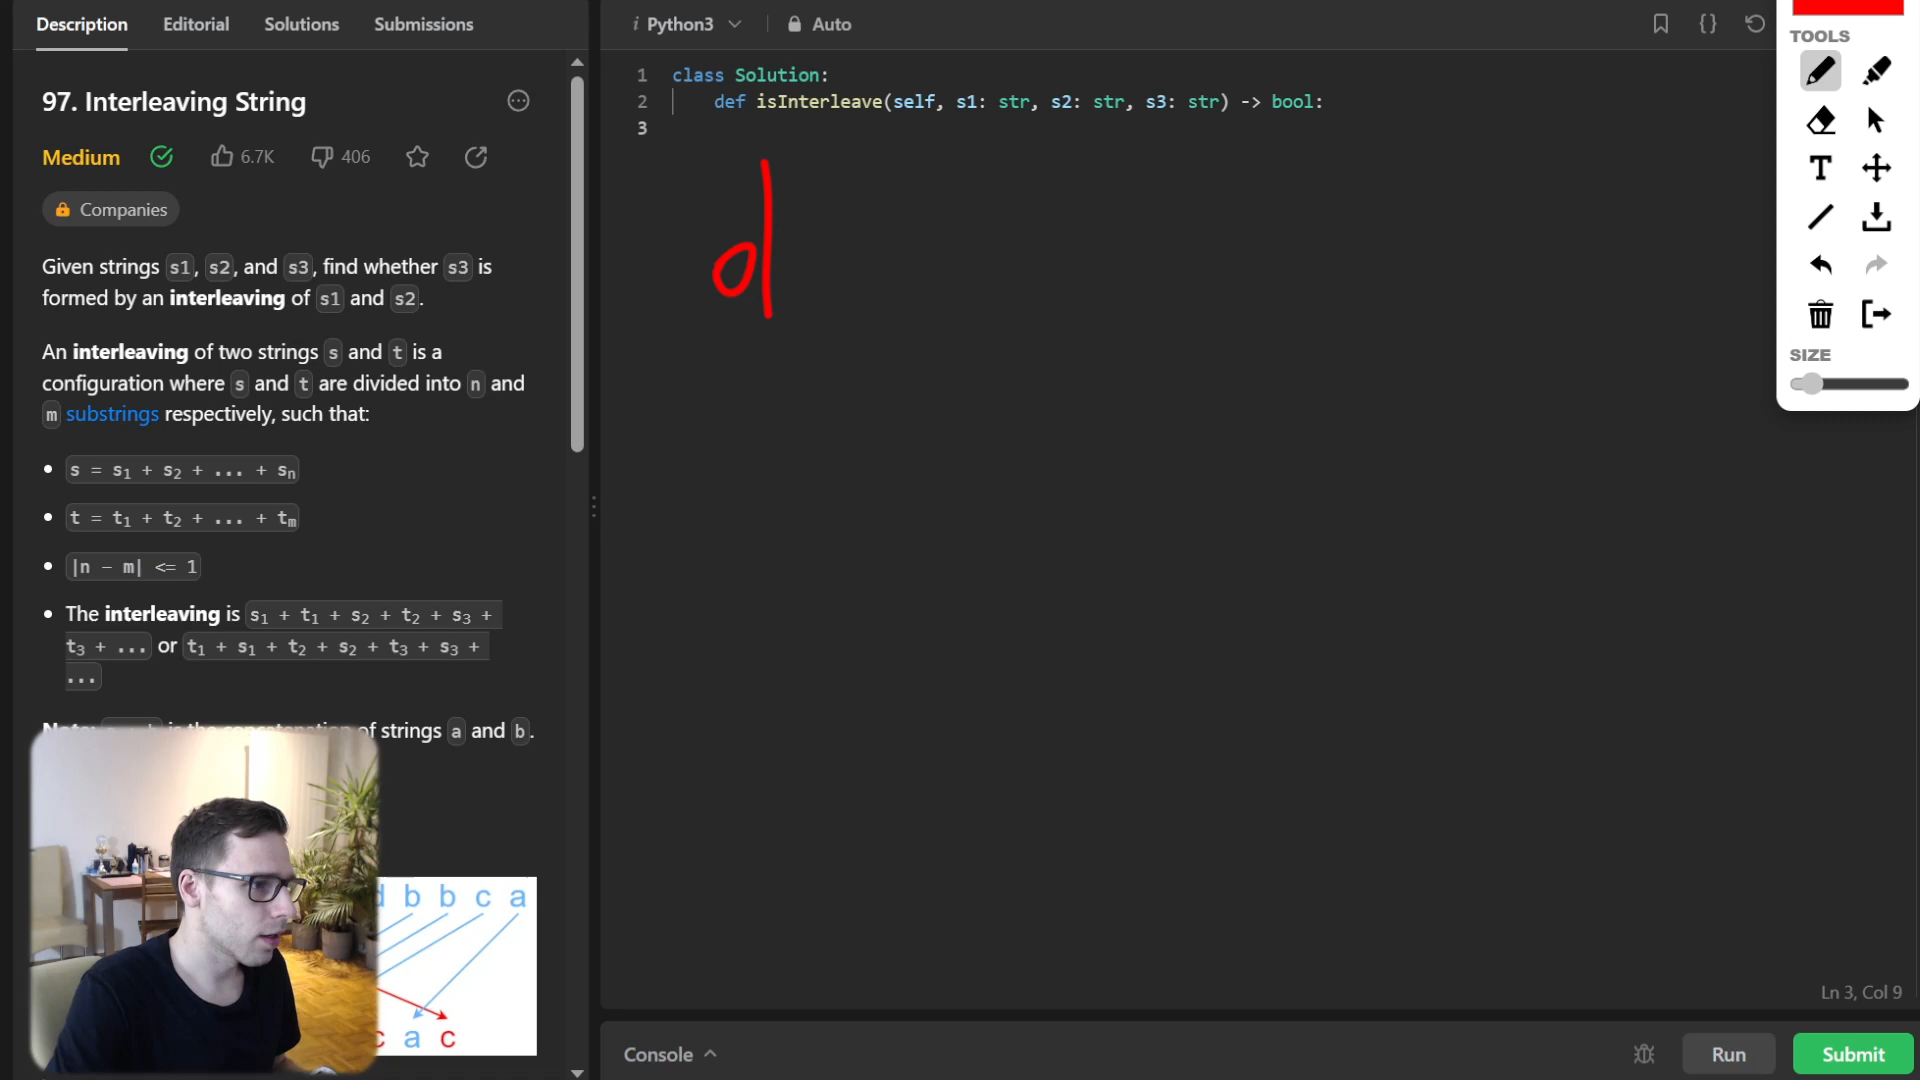 Description Editorial Solutions Submissions
97. Interleaving String
Medium 6.7K 406
Companies
Given strings s1, s2, and s3, find whether s3 is
formed by an interleaving of s1 and s2.
An interleaving of two strings s and t is a
configuration where s and t are divided into n and
m substrings respectively, such that:
• s = s₁ + s₂ + ... + sₙ
• t = t₁ + t₂ + ... + tₘ
• |n - m| <= 1
• The interleaving is s₁ + t₁ + s₂ + t₂ + s₃ +
t₃ + ... or t₁ + s₁ + t₂ + s₂ + t₃ + s₃ +
...
of strings a and b.
d b b c a
c a c
i Python3 Auto
1 class Solution:
2 def isInterleave(self, s1: str, s2: str, s3: str) -> bool:
3
d
Ln 3, Col 9
Console Run Submit
TOOLS
T
SIZE